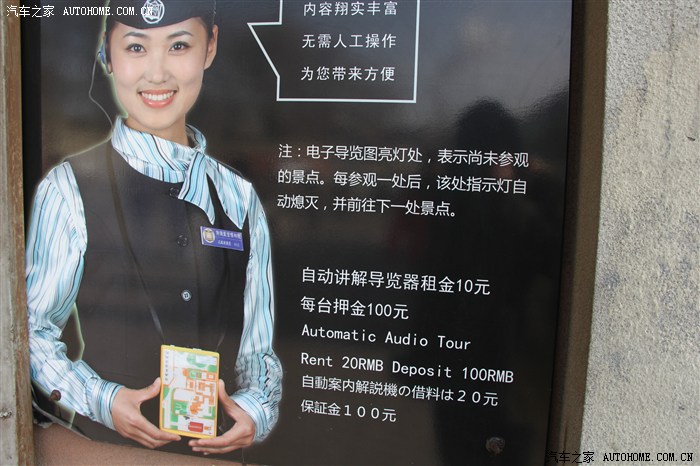 汽车之家 AUTOHOME.COM.CN
内容翔实丰富
无需人工操作
为您带来方便
注：电子导览图亮灯处，表示尚未参观
的景点。每参观一处后，该处指示灯自
动熄灭，并前往下一处景点。
自动讲解导览器租金10元
每台押金100元
Automatic Audio Tour
Rent 20RMB Deposit 100RMB
自動案内解説機の借料は２０元
保証金１００元
汽车之家 AUTOHOME.COM.CN